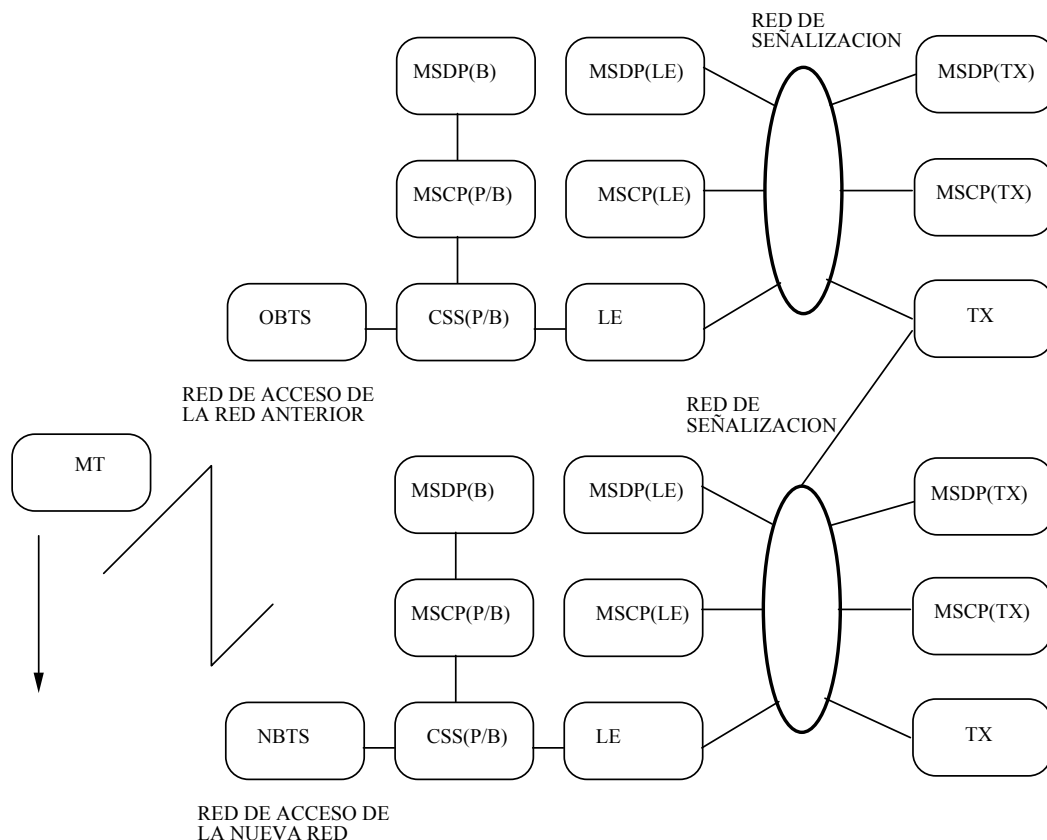 RED DE
SEÑALIZACION
MSDP(B)
MSDP(LE)
MSDP(TX)
MSCP(P/B)
MSCP(LE)
MSCP(TX)
OBTS
CSS(P/B)
LE
TX
RED DE ACCESO DE
LA RED ANTERIOR
RED DE
SEÑALIZACION
MT
MSDP(B)
MSDP(LE)
MSDP(TX)
MSCP(P/B)
MSCP(LE)
MSCP(TX)
NBTS
CSS(P/B)
LE
TX
RED DE ACCESO DE
LA NUEVA RED